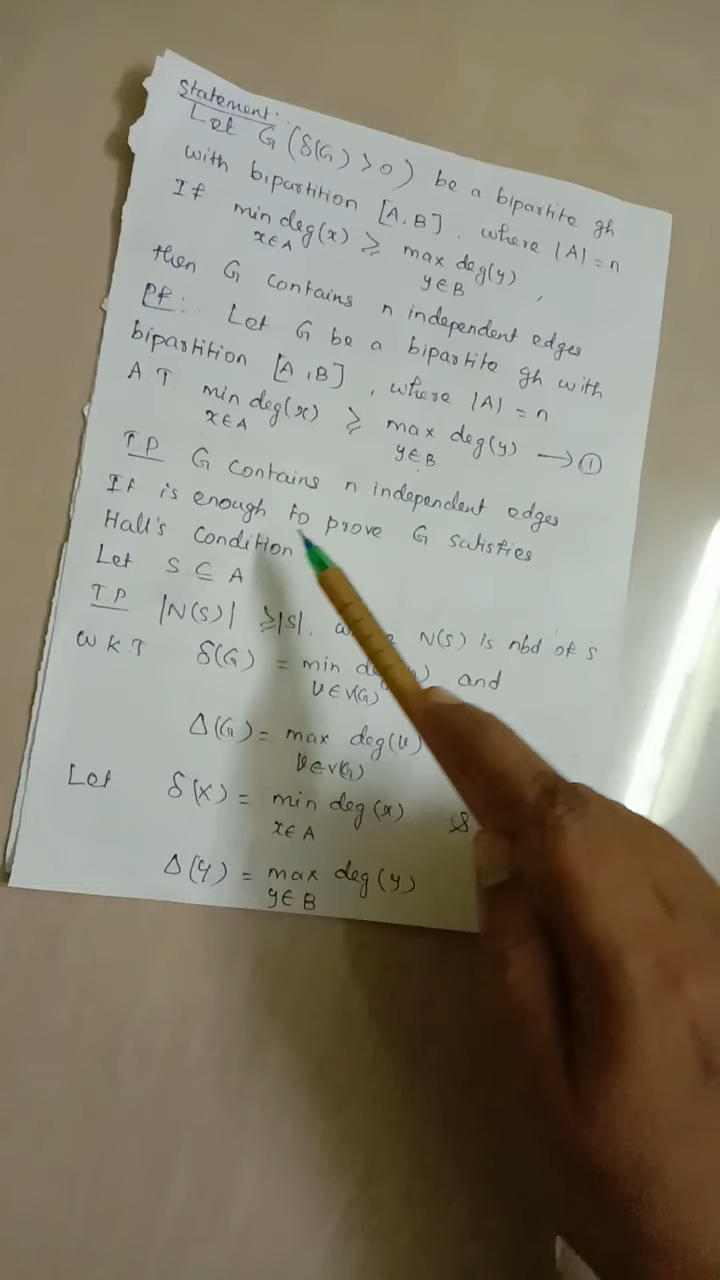 Statement:
Let G (δ(G) > 0) be a bipartite gh
with bipartition [A, B], where |A| = n
If min deg(x) ≥ max deg(y),
x∈A y∈B
then G contains n independent edges
Pf: Let G be a bipartite gh with
bipartition [A, B], where |A| = n
A.T min deg(x) ≥ max deg(y) → ①
x∈A y∈B
T.P G contains n independent edges
It is enough to prove G satisfies
Hall's Condition
Let S ⊆ A
T.P |N(S)| ≥ |S|, N(S) is nbd of S
W.K.T δ(G) = min and
V∈V(G)
Δ(G) = max deg(V
V∈V(G)
Let δ(X) = min deg(x) &
x∈A
Δ(Y) = max deg(y)
y∈B